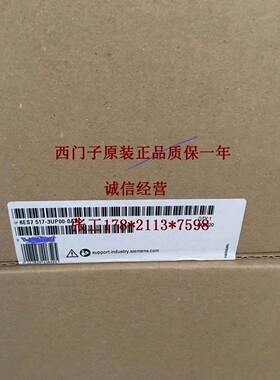 西门子原装正品质保一年
诚信经营
6ES7 517-3UP00-0A
张工178*2113*7598
support.industry.siemens.com